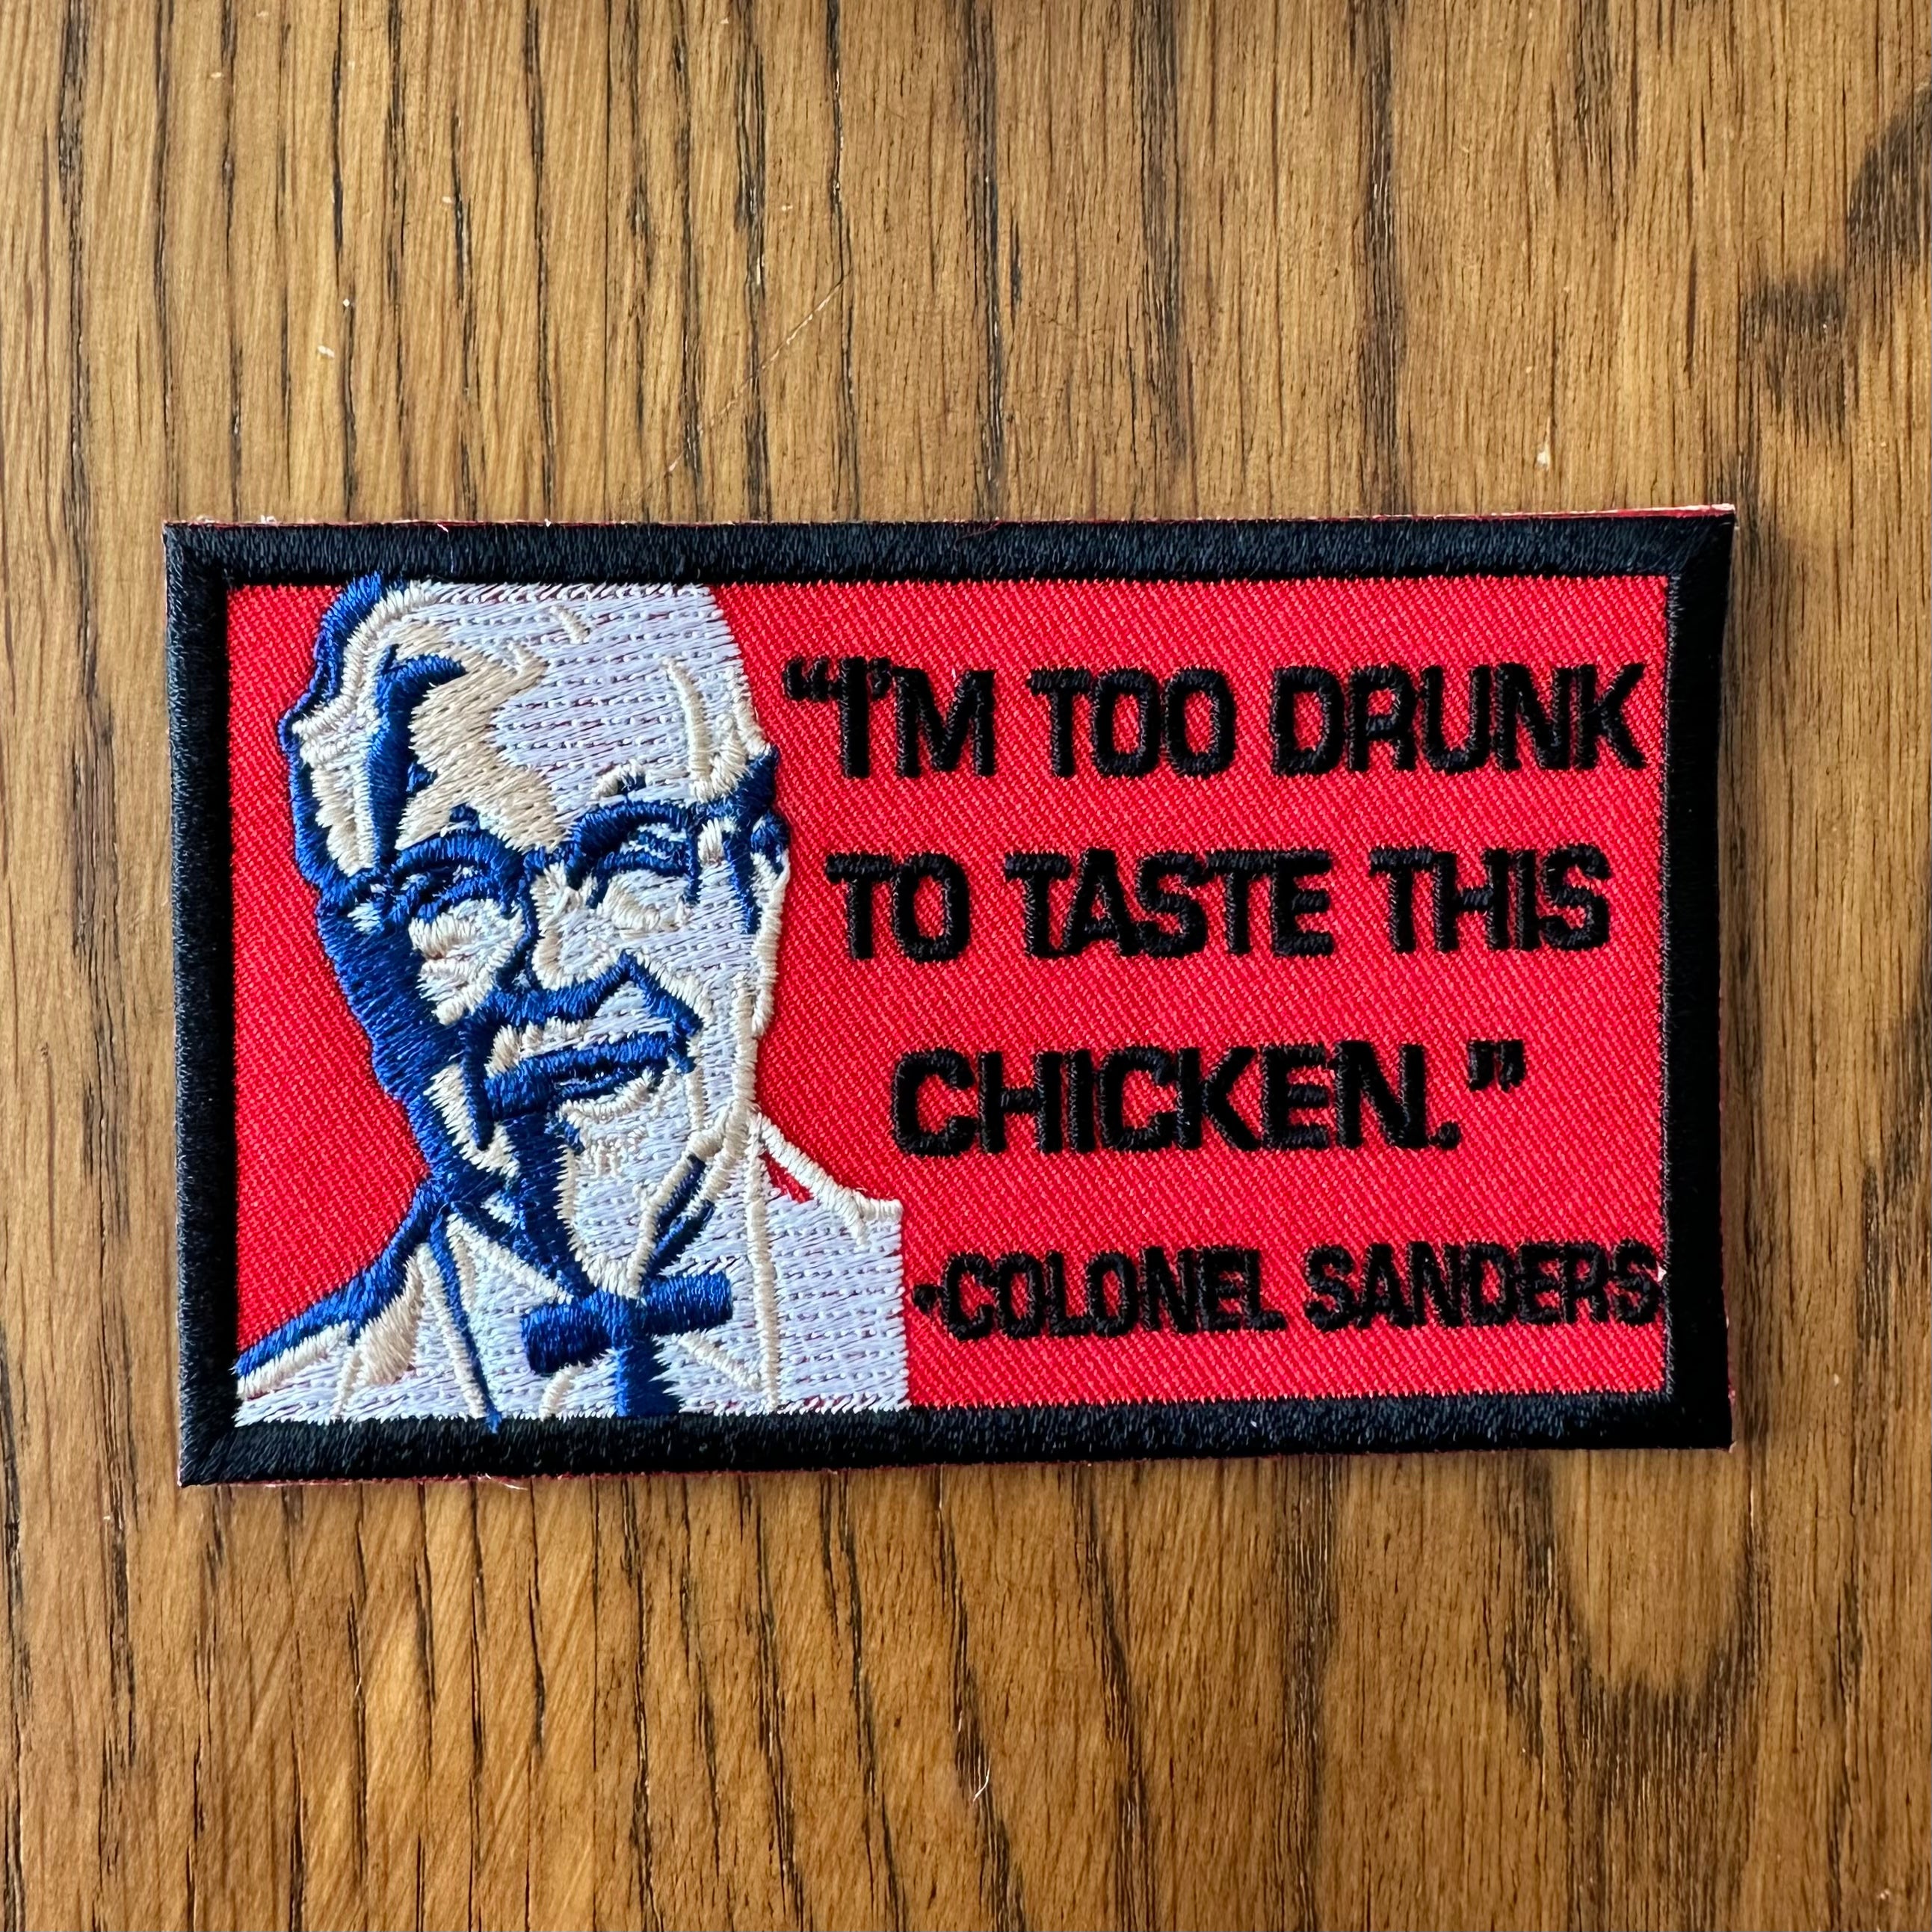 “I'M TOO DRUNK
TO TASTE THIS
CHICKEN.”
-COLONEL SANDERS